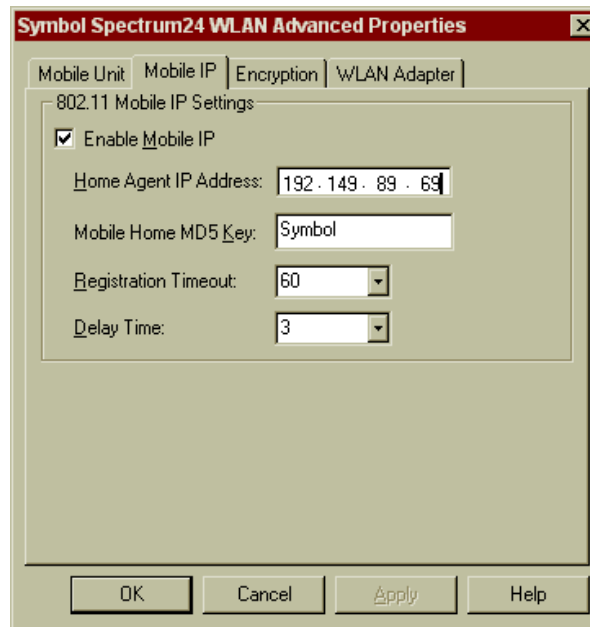 Symbol Spectrum24 WLAN Advanced Properties
Mobile Unit Mobile IP Encryption WLAN Adapter
802.11 Mobile IP Settings
Enable Mobile IP
Home Agent IP Address: 192 . 149 . 89 . 69
Mobile Home MD5 Key: Symbol
Registration Timeout: 60
Delay Time: 3
OK Cancel Apply Help